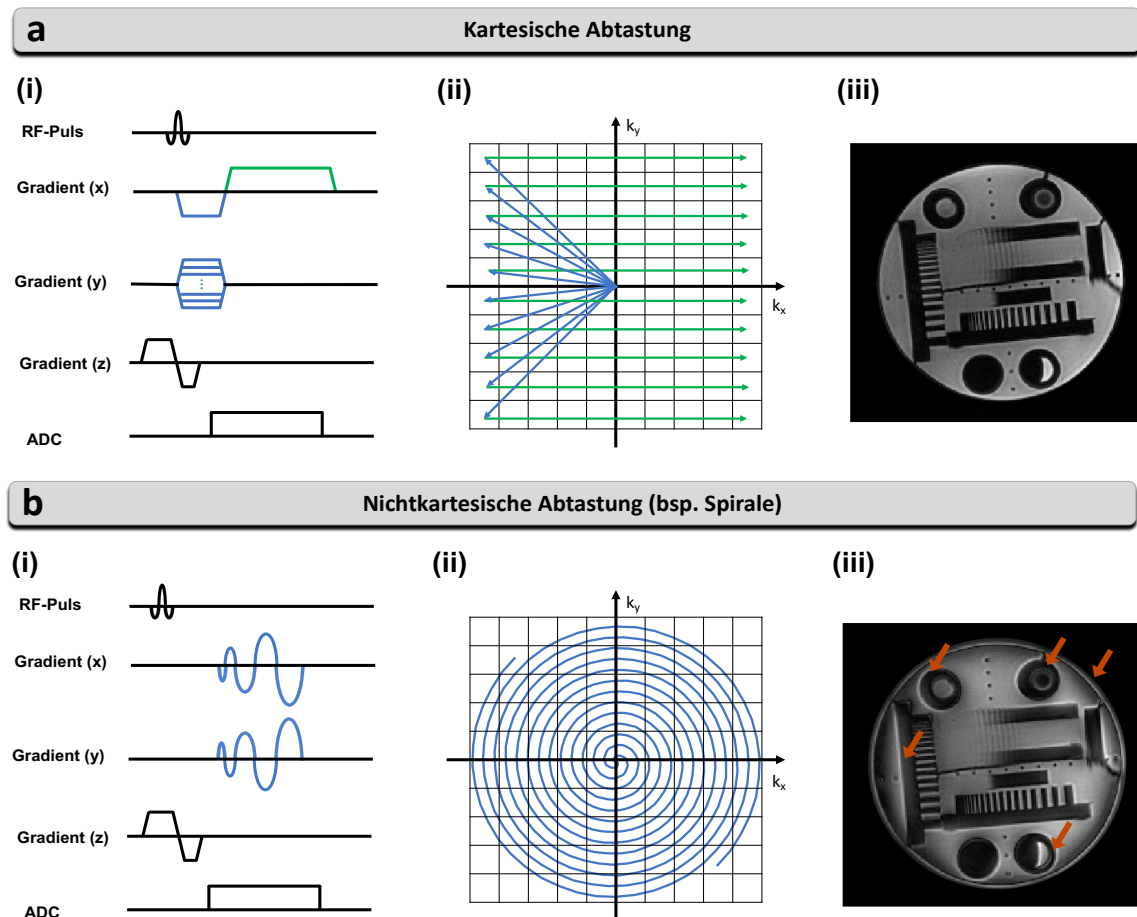 a
Kartesische Abtastung
(i)
(ii)
(iii)
RF-Puls
Gradient (x)
Gradient (y)
Gradient (z)
ADC
ky
kx
b
Nichtkartesische Abtastung (bsp. Spirale)
(i)
(ii)
(iii)
RF-Puls
Gradient (x)
Gradient (y)
Gradient (z)
ADC
ky
kx